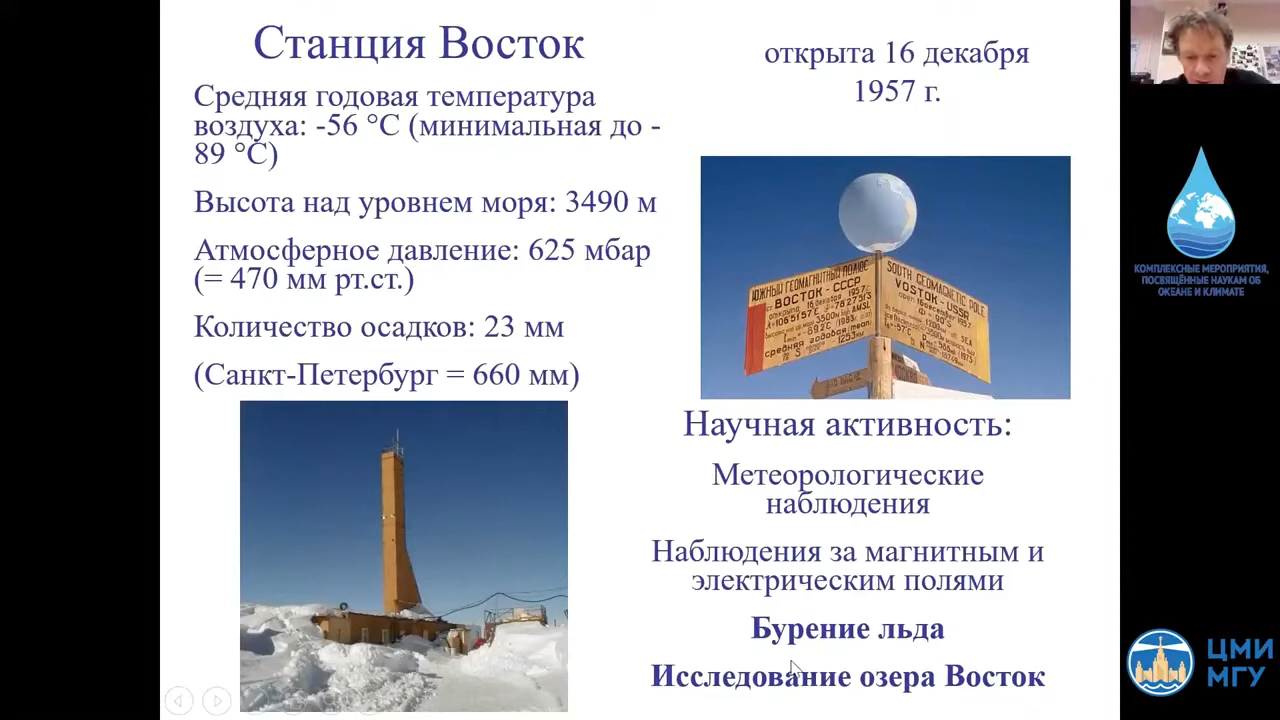 Станция Восток
открыта 16 декабря
1957 г.
Средняя годовая температура
воздуха: -56 °С (минимальная до -
89 °С)
Высота над уровнем моря: 3490 м
Атмосферное давление: 625 мбар
(= 470 мм рт.ст.)
Количество осадков: 23 мм
(Санкт-Петербург = 660 мм)
ЮЖНЫЙ ГЕОМАГНИТНЫЙ ПОЛЮС
ВОСТОК - СССР
SOUTH GEOMAGNETIC POLE
VOSTOK - USSR
Научная активность:
Метеорологические
наблюдения
Наблюдения за магнитным и
электрическим полями
Бурение льда
Исследование озера Восток
КОМПЛЕКСНЫЕ МЕРОПРИЯТИЯ,
ПОСВЯЩЁННЫЕ НАУКАМ ОБ
ОКЕАНЕ И КЛИМАТЕ
ЦМИ
МГУ